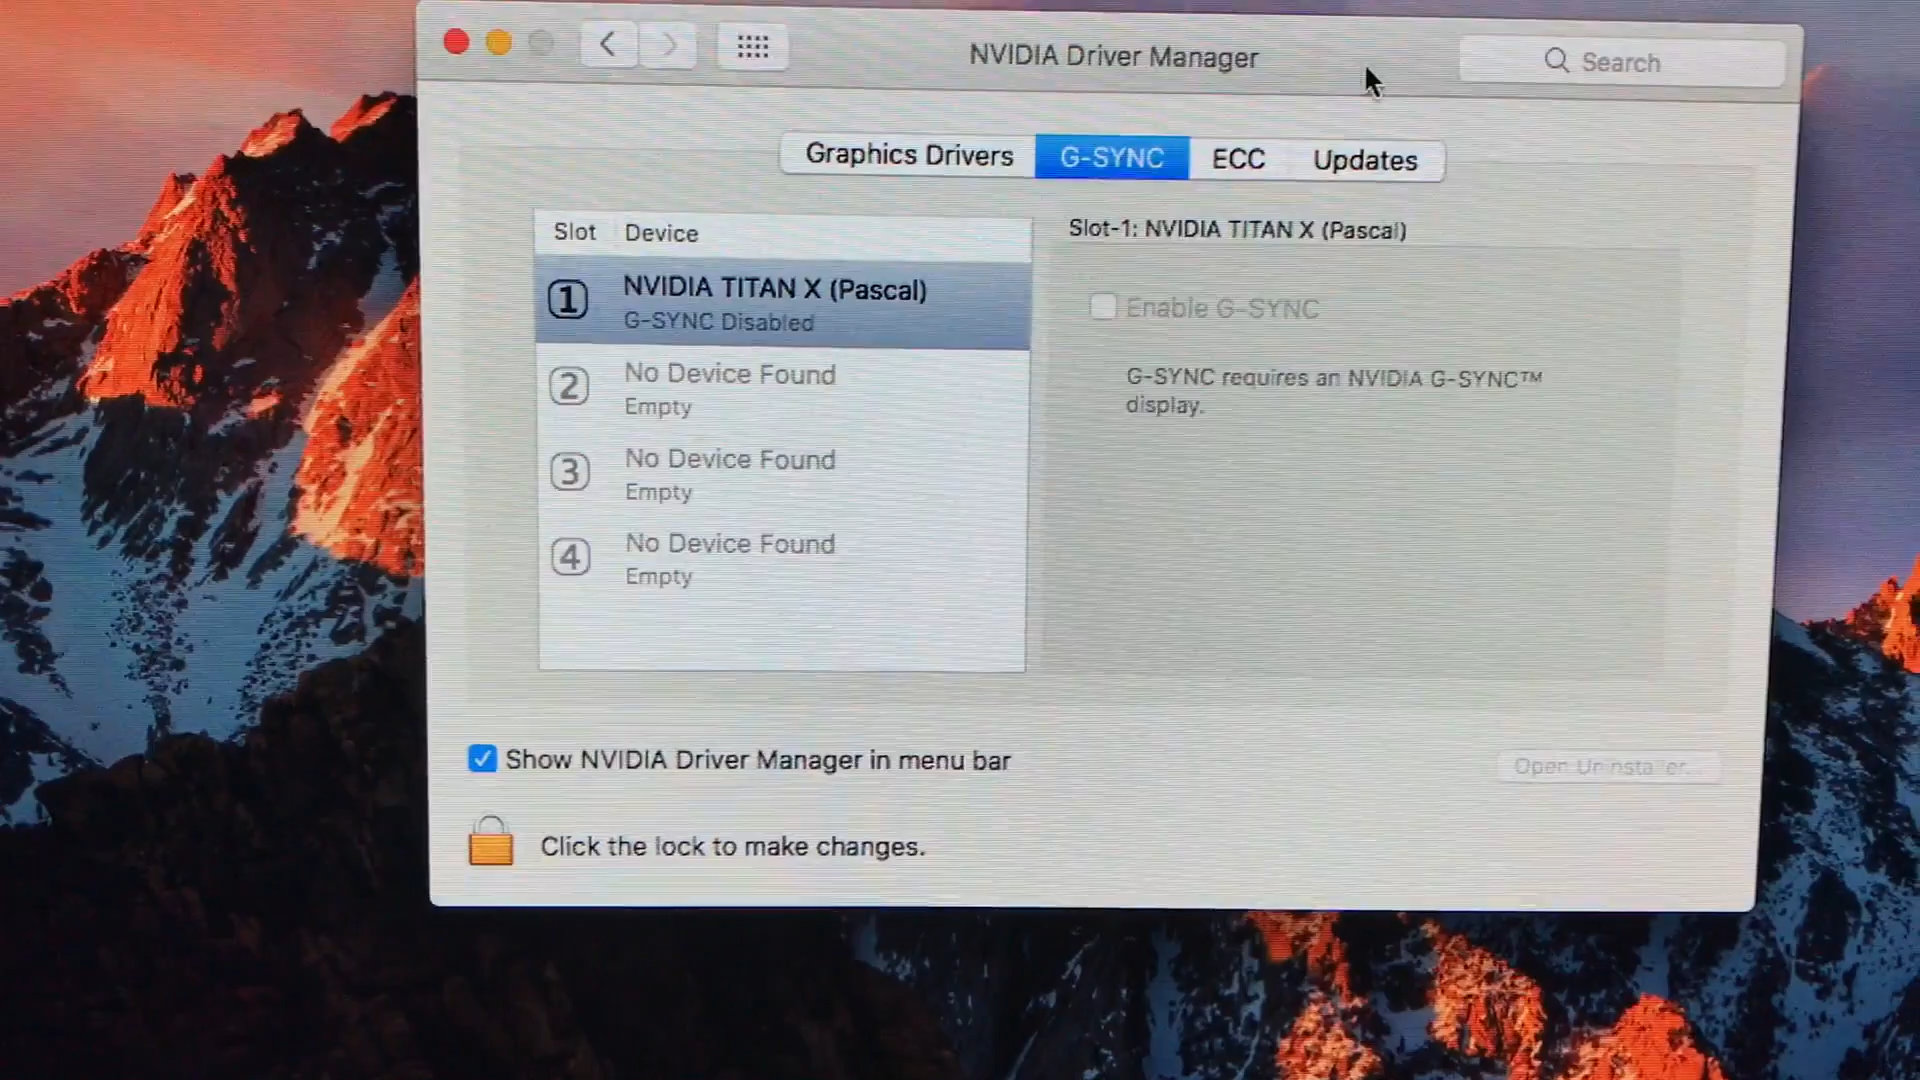 NVIDIA Driver Manager
Search
Graphics Drivers
G-SYNC
ECC
Updates
Slot
Device
Slot-1: NVIDIA TITAN X (Pascal)
1
NVIDIA TITAN X (Pascal)
G-SYNC Disabled
Enable G-SYNC
2
No Device Found
Empty
G-SYNC requires an NVIDIA G-SYNC™
display.
3
No Device Found
Empty
4
No Device Found
Empty
Show NVIDIA Driver Manager in menu bar
Open Uninstaller...
Click the lock to make changes.